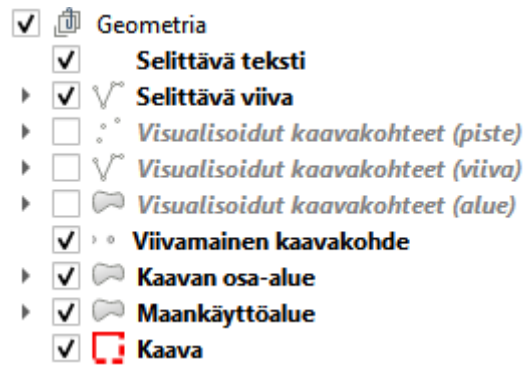 Geometria
Selittävä teksti
Selittävä viiva
Visualisoidut kaavakohteet (piste)
Visualisoidut kaavakohteet (viiva)
Visualisoidut kaavakohteet (alue)
Viivamainen kaavakohde
Kaavan osa-alue
Maankäyttöalue
Kaava